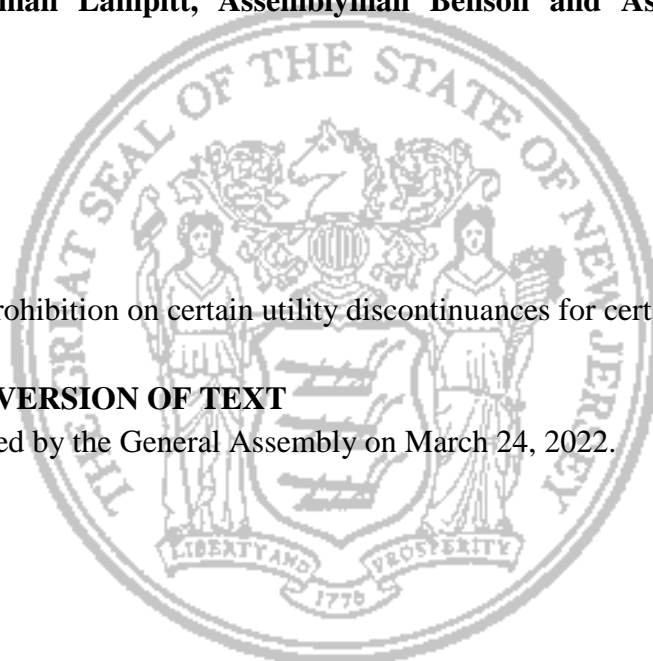 man Lampitt, Assemblyman Benson and As
THE GREAT SEAL OF THE STATE OF NEW JERSEY
rohibition on certain utility discontinuances for cert
VERSION OF TEXT
ed by the General Assembly on March 24, 2022.
LIBERTY AND PROSPERITY
1776